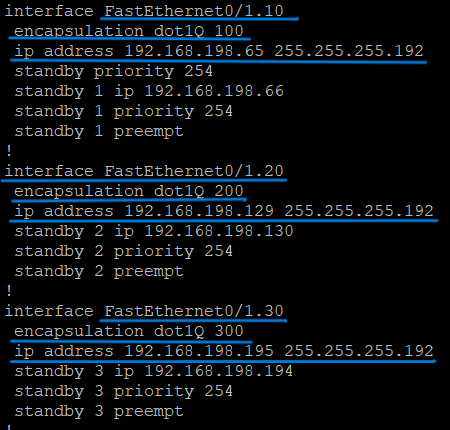 interface FastEthernet0/1.10
encapsulation dot1Q 100
ip address 192.168.198.65 255.255.255.192
standby priority 254
standby 1 ip 192.168.198.66
standby 1 priority 254
standby 1 preempt
!
interface FastEthernet0/1.20
encapsulation dot1Q 200
ip address 192.168.198.129 255.255.255.192
standby 2 ip 192.168.198.130
standby 2 priority 254
standby 2 preempt
!
interface FastEthernet0/1.30
encapsulation dot1Q 300
ip address 192.168.198.195 255.255.255.192
standby 3 ip 192.168.198.194
standby 3 priority 254
standby 3 preempt
!